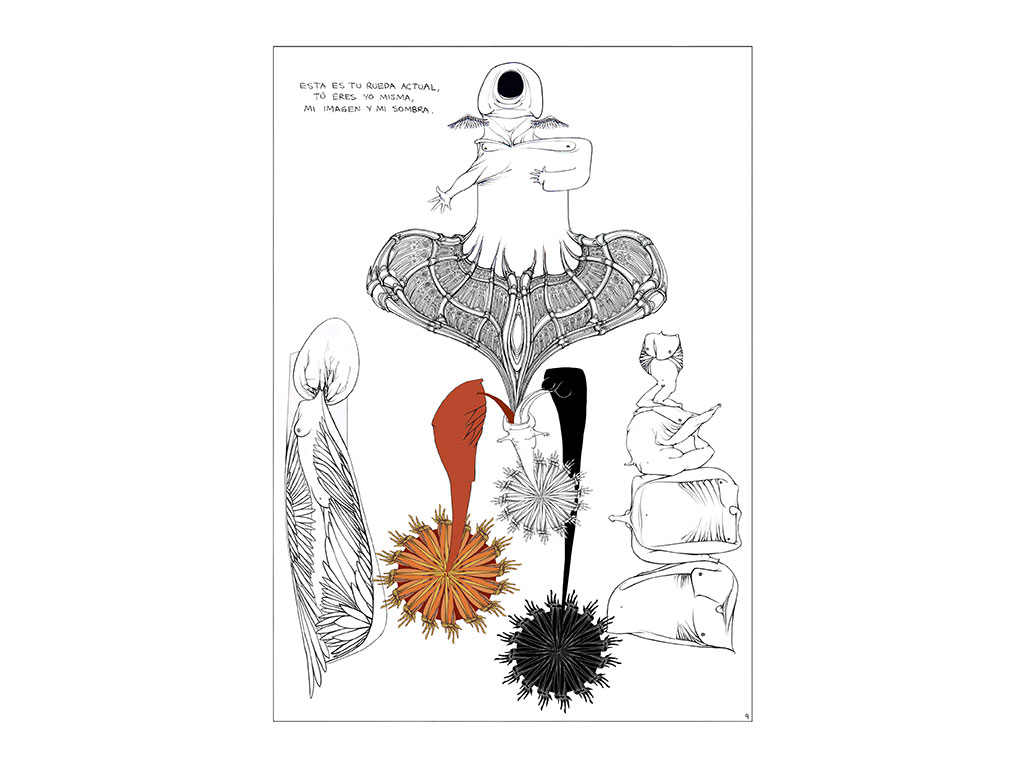 ESTA ES TU RUEDA ACTUAL,
TÚ ERES YO MISMA,
MI IMAGEN Y MI SOMBRA.
9